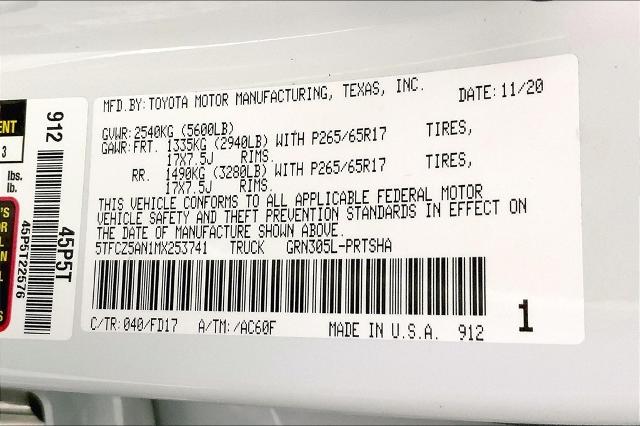 MFD.BY:TOYOTA MOTOR MANUFACTURING, TEXAS, INC. DATE:11/20
GVWR:2540KG (5600LB)
GAWR:FRT. 1335KG (2940LB) WITH P265/65R17 TIRES,
17X7.5J RIMS.
RR. 1490KG (3280LB) WITH P265/65R17 TIRES,
17X7.5J RIMS.
THIS VEHICLE CONFORMS TO ALL APPLICABLE FEDERAL MOTOR
VEHICLE SAFETY AND THEFT PREVENTION STANDARDS IN EFFECT ON
THE DATE OF MANUFACTURE SHOWN ABOVE.
5TFCZ5AN1MX253741 TRUCK GRN305L-PRTSHA
C/TR:040/FD17 A/TM:/AC60F MADE IN U.S.A. 912
1
912
45P5T
45P5T22576
3
lbs.
lb.